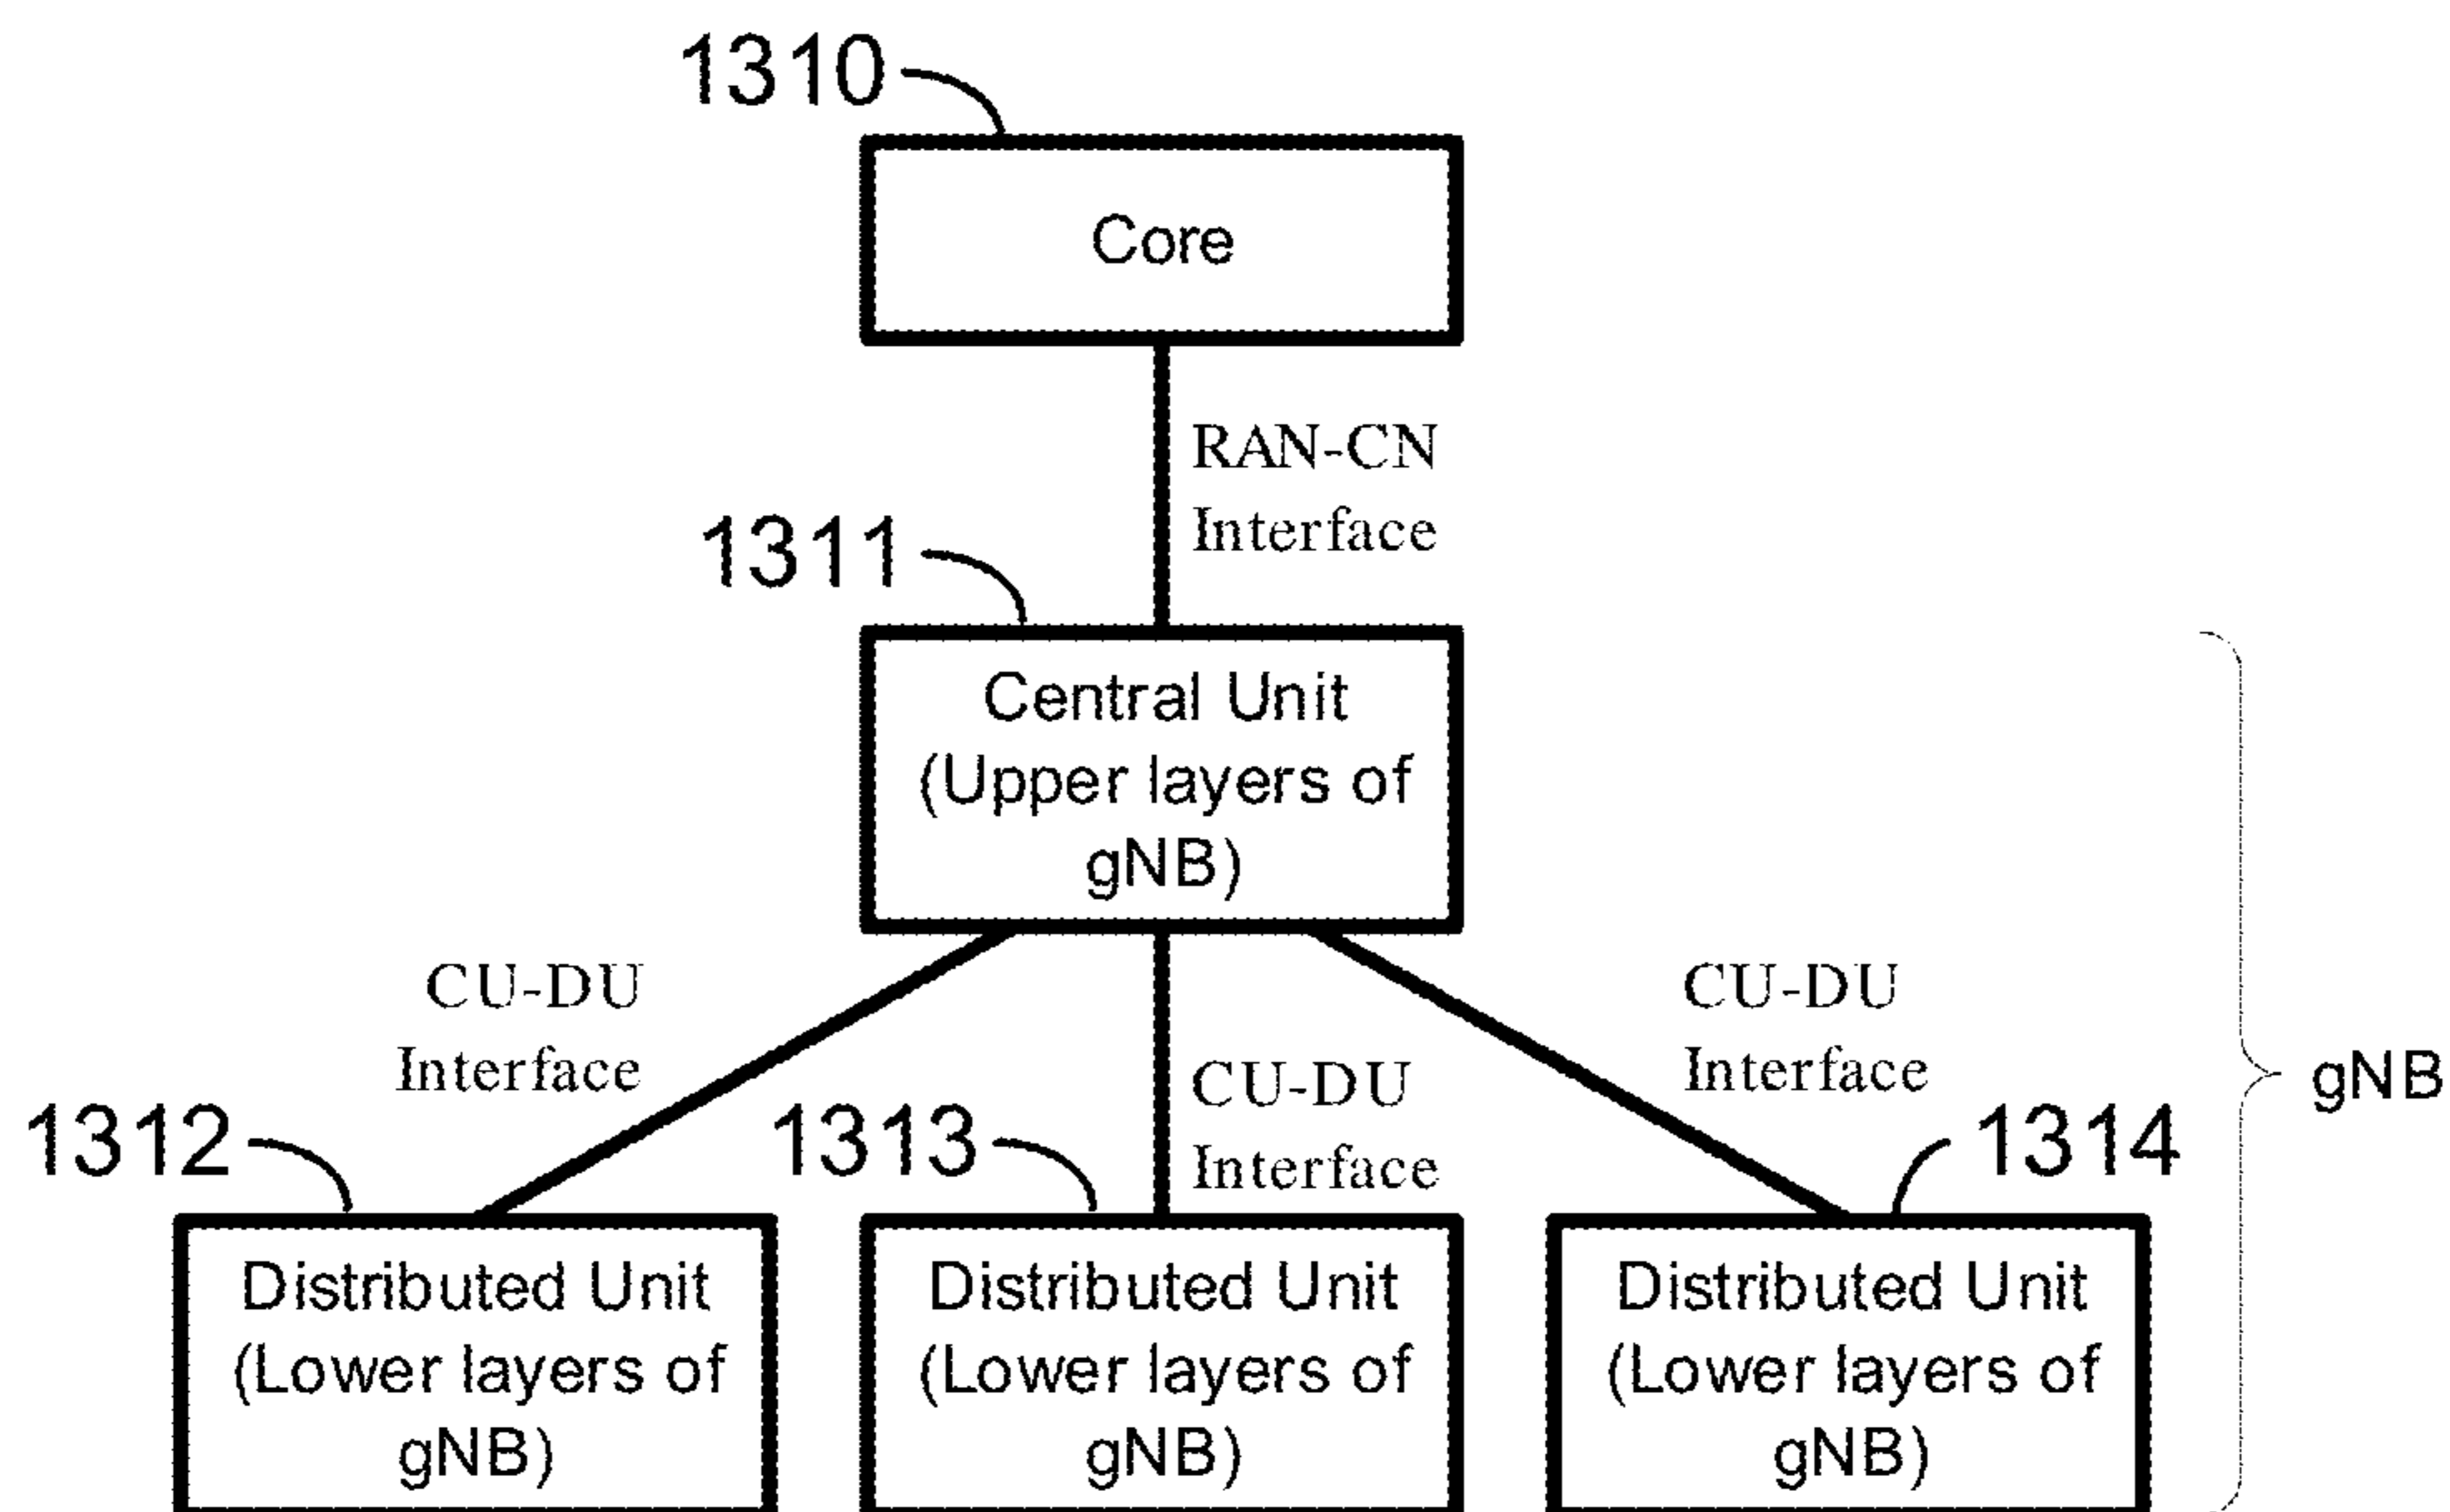 1310
Core
RAN-CN
Interface
1311
Central Unit
(Upper layers of
gNB)
CU-DU
Interface
CU-DU
Interface
CU-DU
Interface
gNB
1312
1313
1314
Distributed Unit
(Lower layers of
gNB)
Distributed Unit
(Lower layers of
gNB)
Distributed Unit
(Lower layers of
gNB)